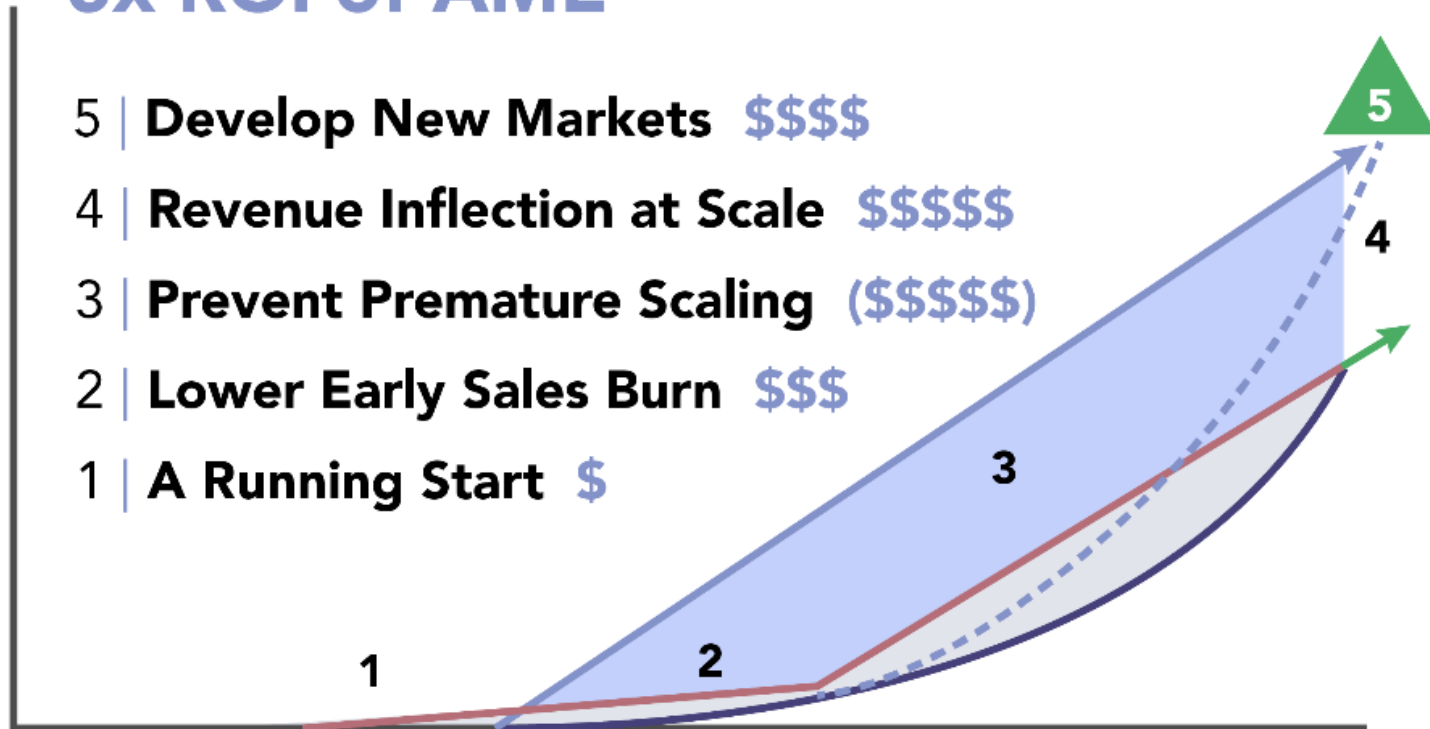 5 | Develop New Markets $$$$
4 | Revenue Inflection at Scale $$$$$
3 | Prevent Premature Scaling ($$$$$)
2 | Lower Early Sales Burn $$$
1 | A Running Start $
5
4
3
2
1